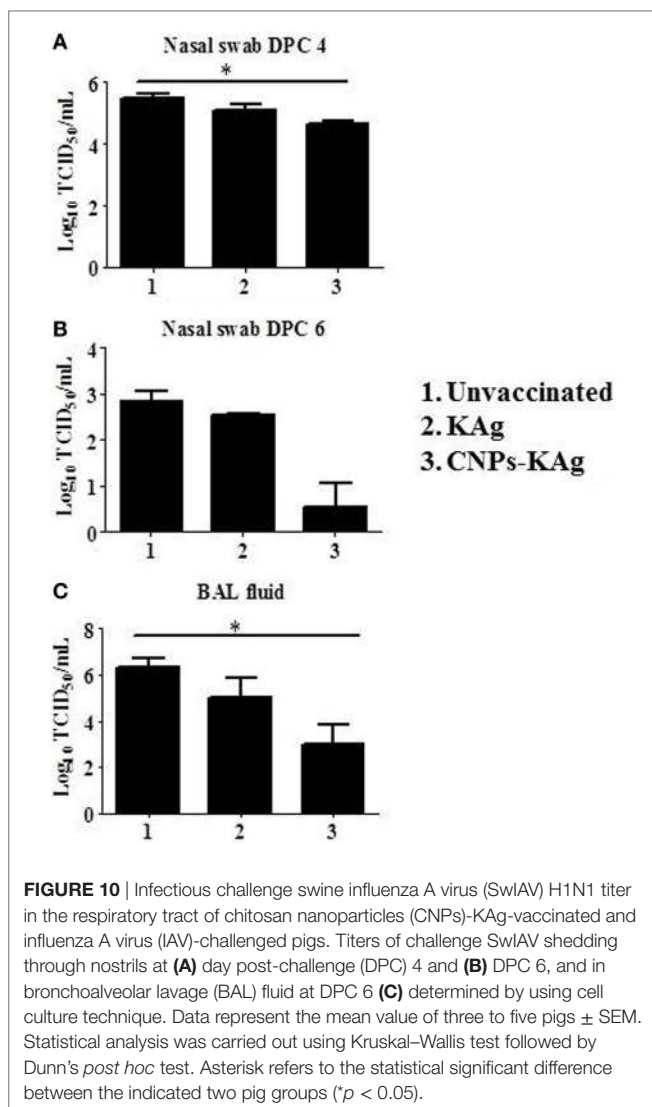 A
Nasal swab DPC 4
*
Log10 TCID50/mL
6
4
2
0
1 2 3
B
Nasal swab DPC 6
Log10 TCID50/mL
4
3
2
1
0
1 2 3
1. Unvaccinated
2. KAg
3. CNPs-KAg
C
BAL fluid
*
Log10 TCID50/mL
8
6
4
2
0
1 2 3
FIGURE 10 | Infectious challenge swine influenza A virus (SwIAV) H1N1 titer
in the respiratory tract of chitosan nanoparticles (CNPs)-KAg-vaccinated and
influenza A virus (IAV)-challenged pigs. Titers of challenge SwIAV shedding
through nostrils at (A) day post-challenge (DPC) 4 and (B) DPC 6, and in
bronchoalveolar lavage (BAL) fluid at DPC 6 (C) determined by using cell
culture technique. Data represent the mean value of three to five pigs ± SEM.
Statistical analysis was carried out using Kruskal–Wallis test followed by
Dunn's post hoc test. Asterisk refers to the statistical significant difference
between the indicated two pig groups (*p < 0.05).